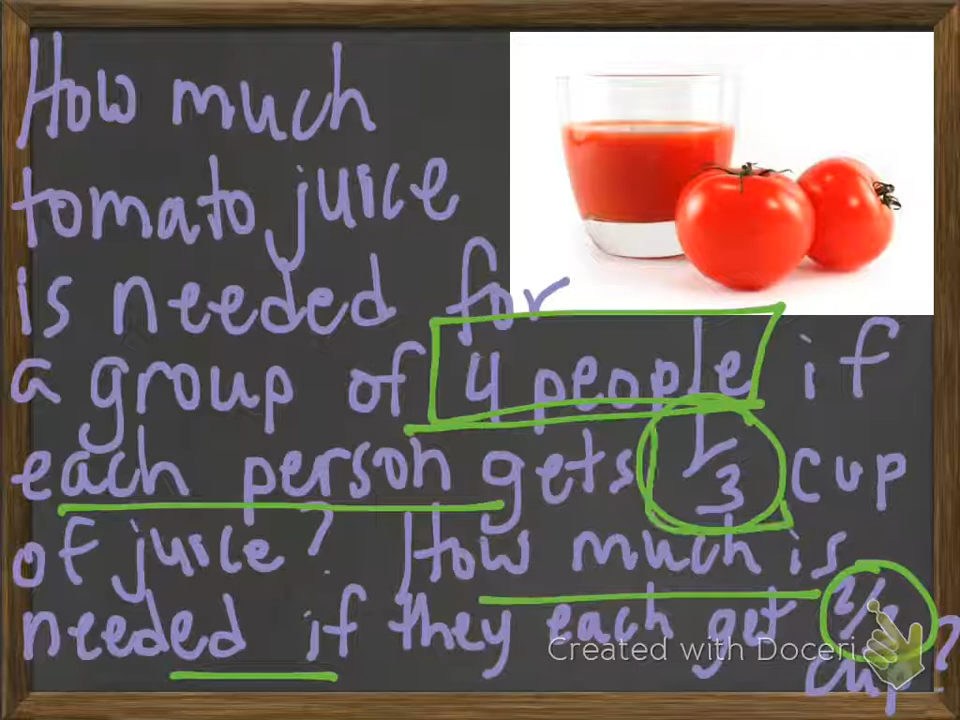 How much
tomato juice
is needed for
a group of 4 people if
each person gets 1/3 cup
of juice? How much is
needed if they each get cup?
Created with Doceri